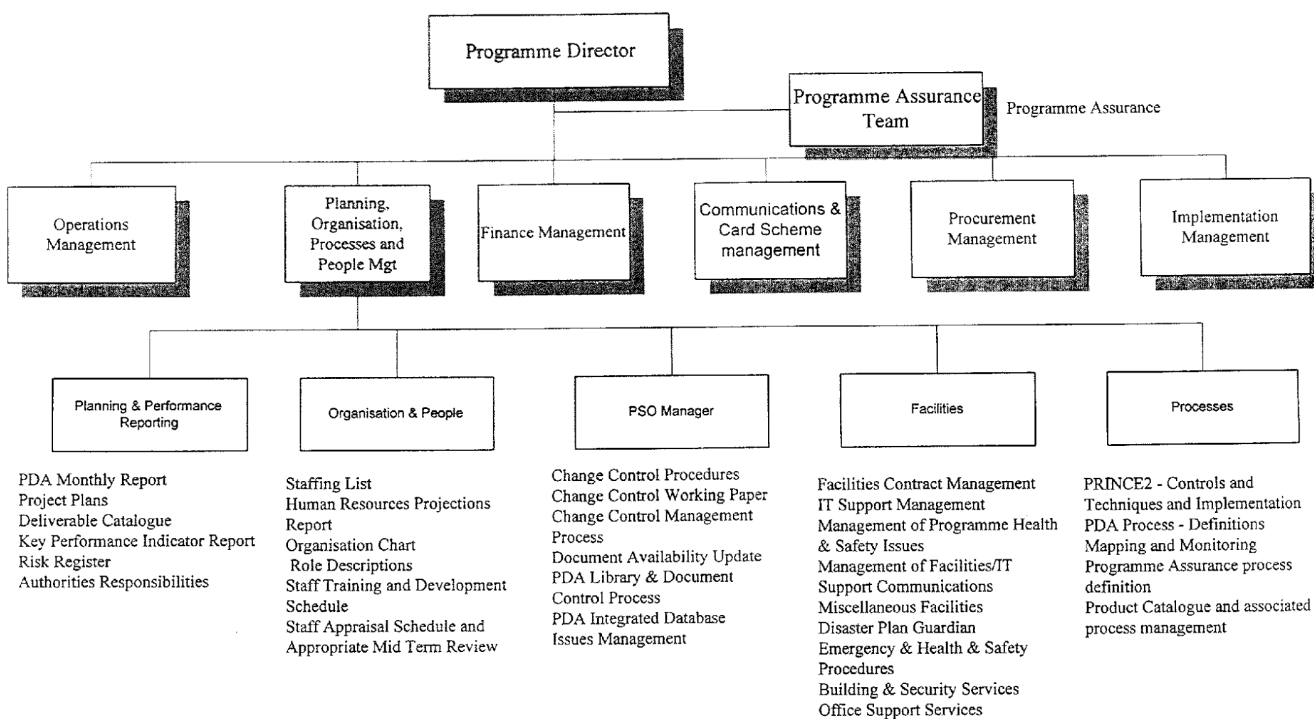 Programme Director
Programme Assurance
Team
Programme Assurance
Operations
Management
Planning,
Organisation,
Processes and
People Mgt
Finance Management
Communications &
Card Scheme
management
Procurement
Management
Implementation
Management
Planning & Performance
Reporting
Organisation & People
PSO Manager
Facilities
Processes
PDA Monthly Report
Project Plans
Deliverable Catalogue
Key Performance Indicator Report
Risk Register
Authorities Responsibilities
Staffing List
Human Resources Projections
Report
Organisation Chart
Role Descriptions
Staff Training and Development
Schedule
Staff Appraisal Schedule and
Appropriate Mid Term Review
Change Control Procedures
Change Control Working Paper
Change Control Management
Process
Document Availability Update
PDA Library & Document
Control Process
PDA Integrated Database
Issues Management
Facilities Contract Management
IT Support Management
Management of Programme Health
& Safety Issues
Management of Facilities/IT
Support Communications
Miscellaneous Facilities
Disaster Plan Guardian
Emergency & Health & Safety
Procedures
Building & Security Services
Office Support Services
PRINCE2 - Controls and
Techniques and Implementation
PDA Process - Definitions
Mapping and Monitoring
Programme Assurance process
definition
Product Catalogue and associated
process management